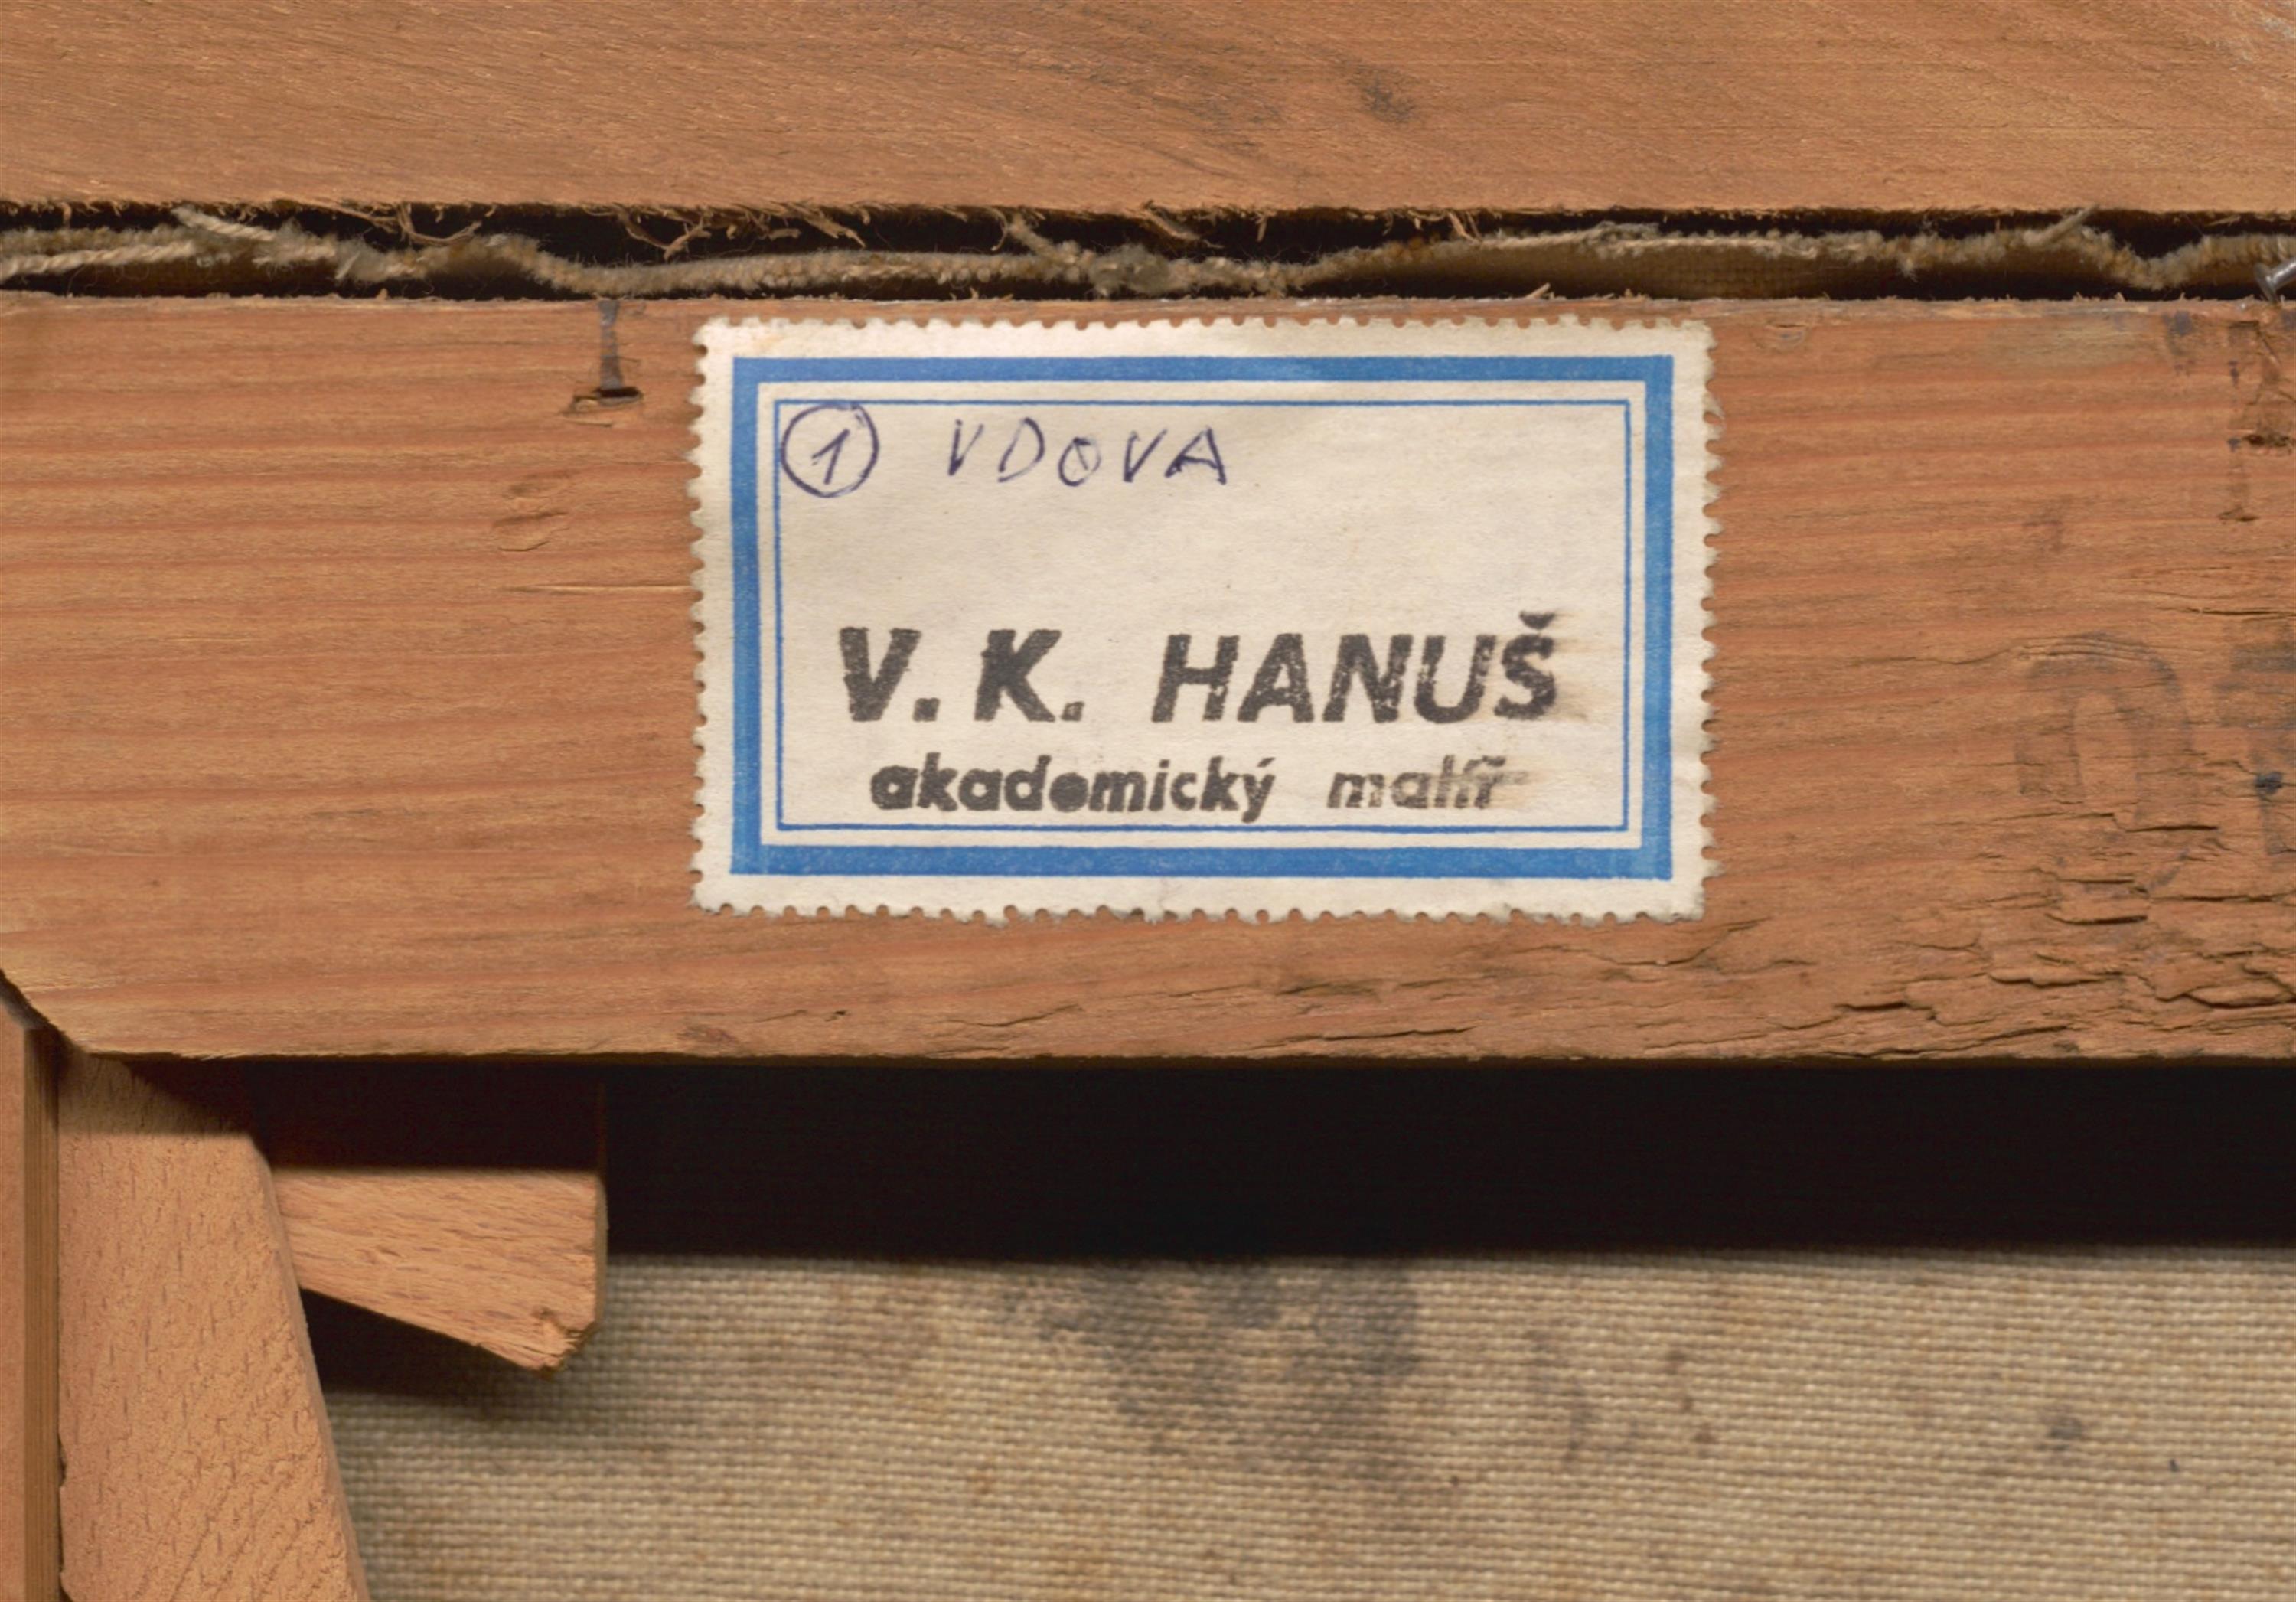 ① VDOVA
V. K. HANUŠ
akademický malíř